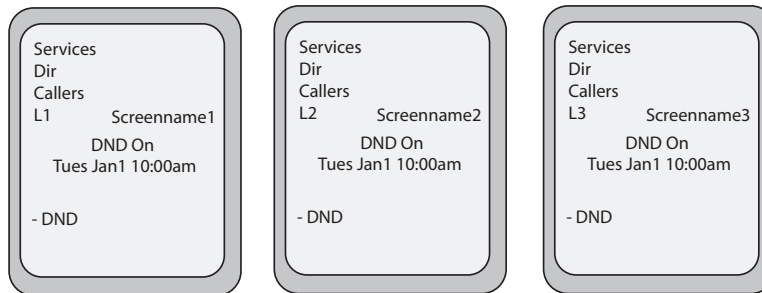 Services
Dir
Callers
L1 Screenname1
DND On
Tues Jan1 10:00am
- DND
Services
Dir
Callers
L2 Screenname2
DND On
Tues Jan1 10:00am
- DND
Services
Dir
Callers
L3 Screenname3
DND On
Tues Jan1 10:00am
- DND